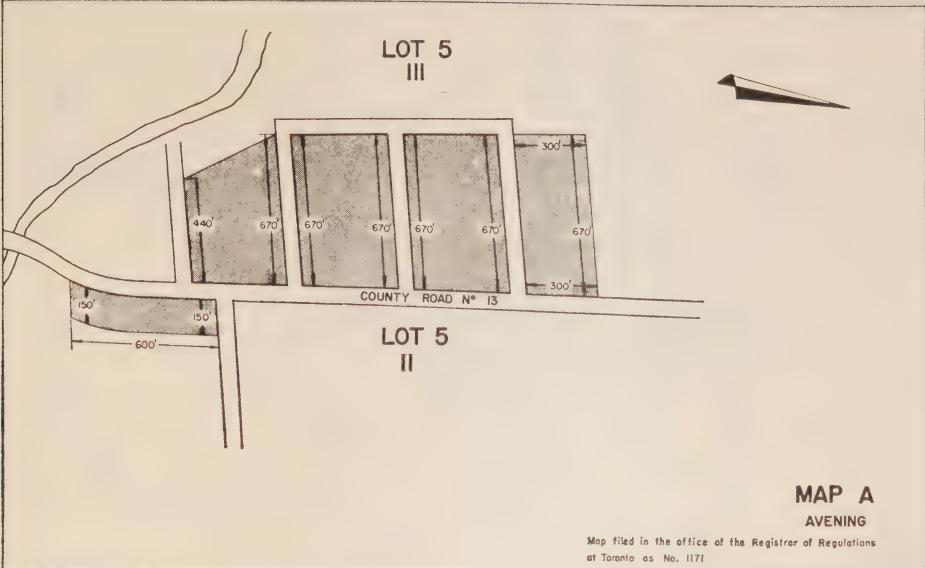 LOT 5
III
300'
440'
670'
670'
670'
670'
670'
670'
300'
COUNTY ROAD Nº 13
150'
150'
600'
LOT 5
II
MAP A
AVENING
Map filed in the office of the Registrar of Regulations
at Toronto as No. 1171